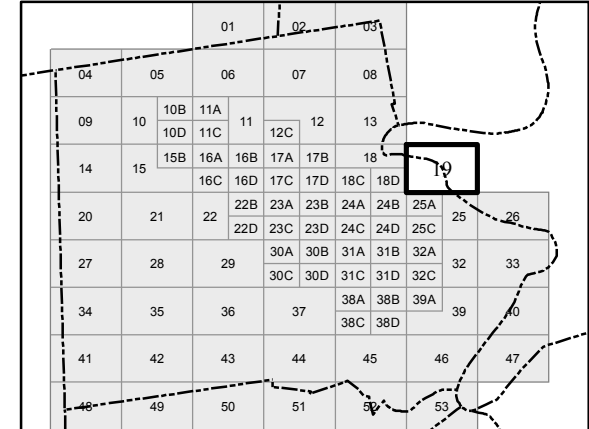 01 02 03
04 05 06 07 08
10B 11A
09 10 11 12 13
10D 11C 12C
15B 16A 16B 17A 17B 18
14 15 19
16C 16D 17C 17D 18C 18D
22B 23A 23B 24A 24B 25A
20 21 22 25 26
22D 23C 23D 24C 24D 25C
30A 30B 31A 31B 32A
27 28 29 32 33
30C 30D 31C 31D 32C
38A 38B 39A
34 35 36 37 39 40
38C 38D
41 42 43 44 45 46 47
48 49 50 51 52 53